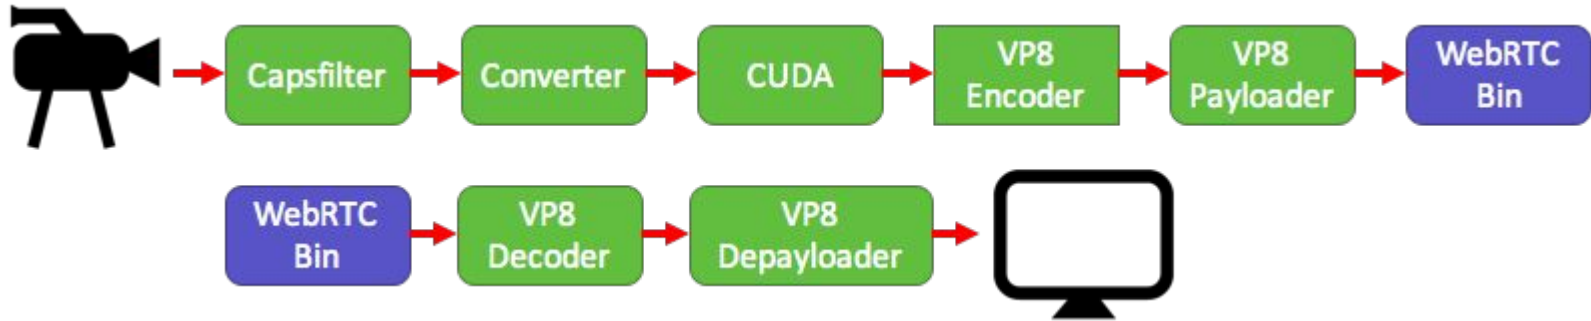 Capsfilter
Converter
CUDA
VP8
Encoder
VP8
Payloader
WebRTC
Bin
WebRTC
Bin
VP8
Decoder
VP8
Depayloader